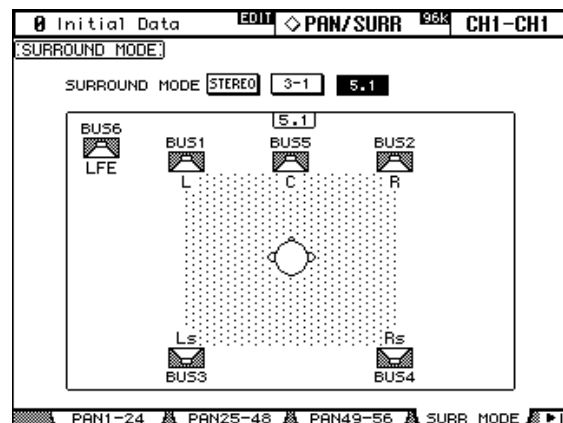 0 Initial Data EDIT ◇PAN/SURR 96K CH1-CH1
SURROUND MODE
SURROUND MODE STEREO 3-1 5.1
5.1
BUS6 BUS1 BUS5 BUS2
LFE L C R
Ls Rs
BUS3 BUS4
PAN1-24 PAN25-48 PAN49-56 SURR MODE